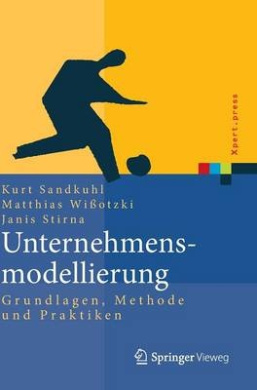 Xpert.press
Kurt Sandkuhl
Matthias Wißotzki
Janis Stirna
Unternehmens-
modellierung
Grundlagen, Methode
und Praktiken
Springer Vieweg